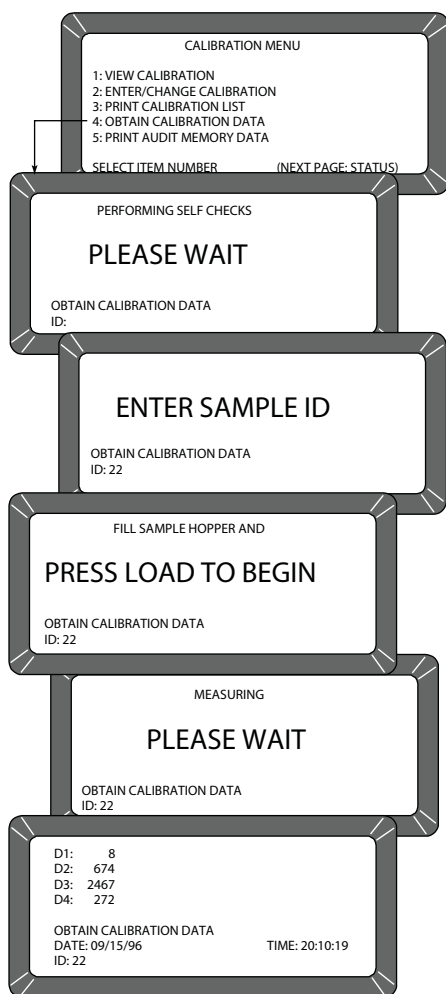 CALIBRATION MENU
1: VIEW CALIBRATION
2: ENTER/CHANGE CALIBRATION
3: PRINT CALIBRATION LIST
4: OBTAIN CALIBRATION DATA
5: PRINT AUDIT MEMORY DATA
SELECT ITEM NUMBER (NEXT PAGE: STATUS)
PERFORMING SELF CHECKS
PLEASE WAIT
OBTAIN CALIBRATION DATA
ID:
ENTER SAMPLE ID
OBTAIN CALIBRATION DATA
ID: 22
FILL SAMPLE HOPPER AND
PRESS LOAD TO BEGIN
OBTAIN CALIBRATION DATA
ID: 22
MEASURING
PLEASE WAIT
OBTAIN CALIBRATION DATA
ID: 22
D1: 8
D2: 674
D3: 2467
D4: 272
OBTAIN CALIBRATION DATA
DATE: 09/15/96 TIME: 20:10:19
ID: 22